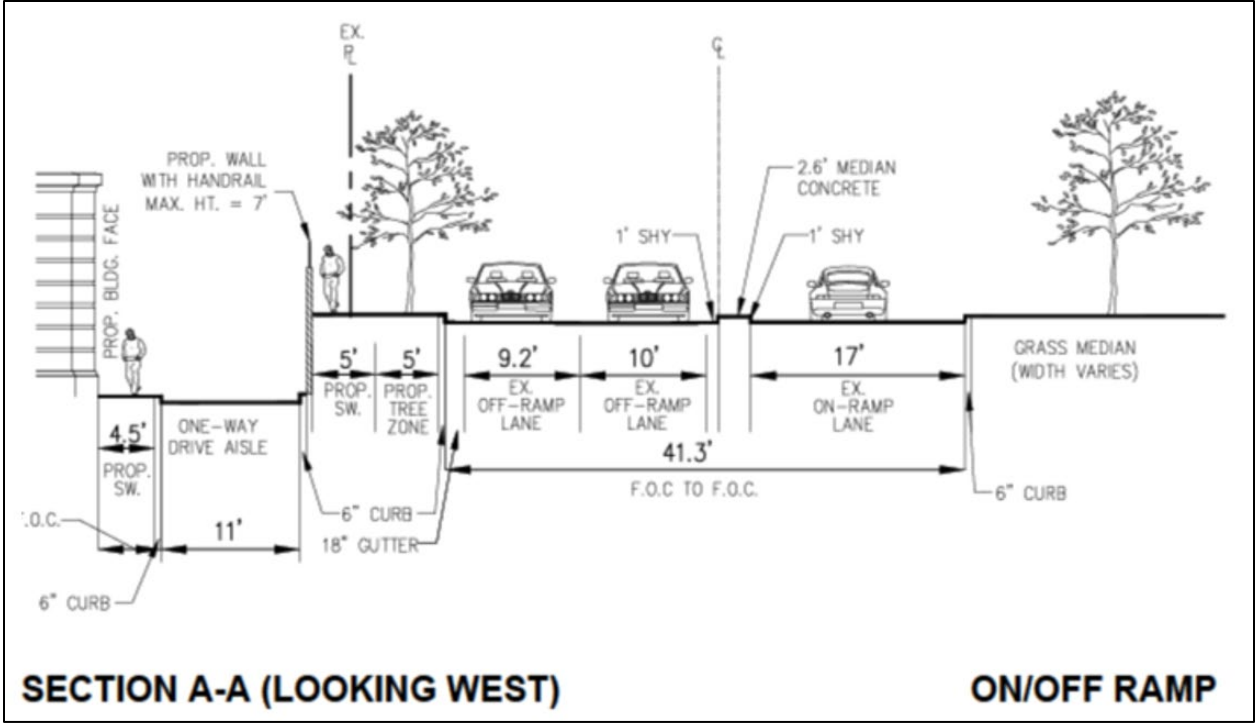 EX.
PL
CL
PROP. WALL
WITH HANDRAIL
MAX. HT. = 7'
2.6' MEDIAN
CONCRETE
1' SHY
1' SHY
PROP. BLDG. FACE
5'
PROP.
SW.
5'
PROP.
TREE
ZONE
9.2'
EX.
OFF-RAMP
LANE
10'
EX.
OFF-RAMP
LANE
17'
EX.
ON-RAMP
LANE
GRASS MEDIAN
(WIDTH VARIES)
4.5'
PROP.
SW.
ONE-WAY
DRIVE AISLE
41.3'
F.O.C TO F.O.C.
6" CURB
6" CURB
18" GUTTER
.O.C.
11'
6" CURB
SECTION A-A (LOOKING WEST)
ON/OFF RAMP